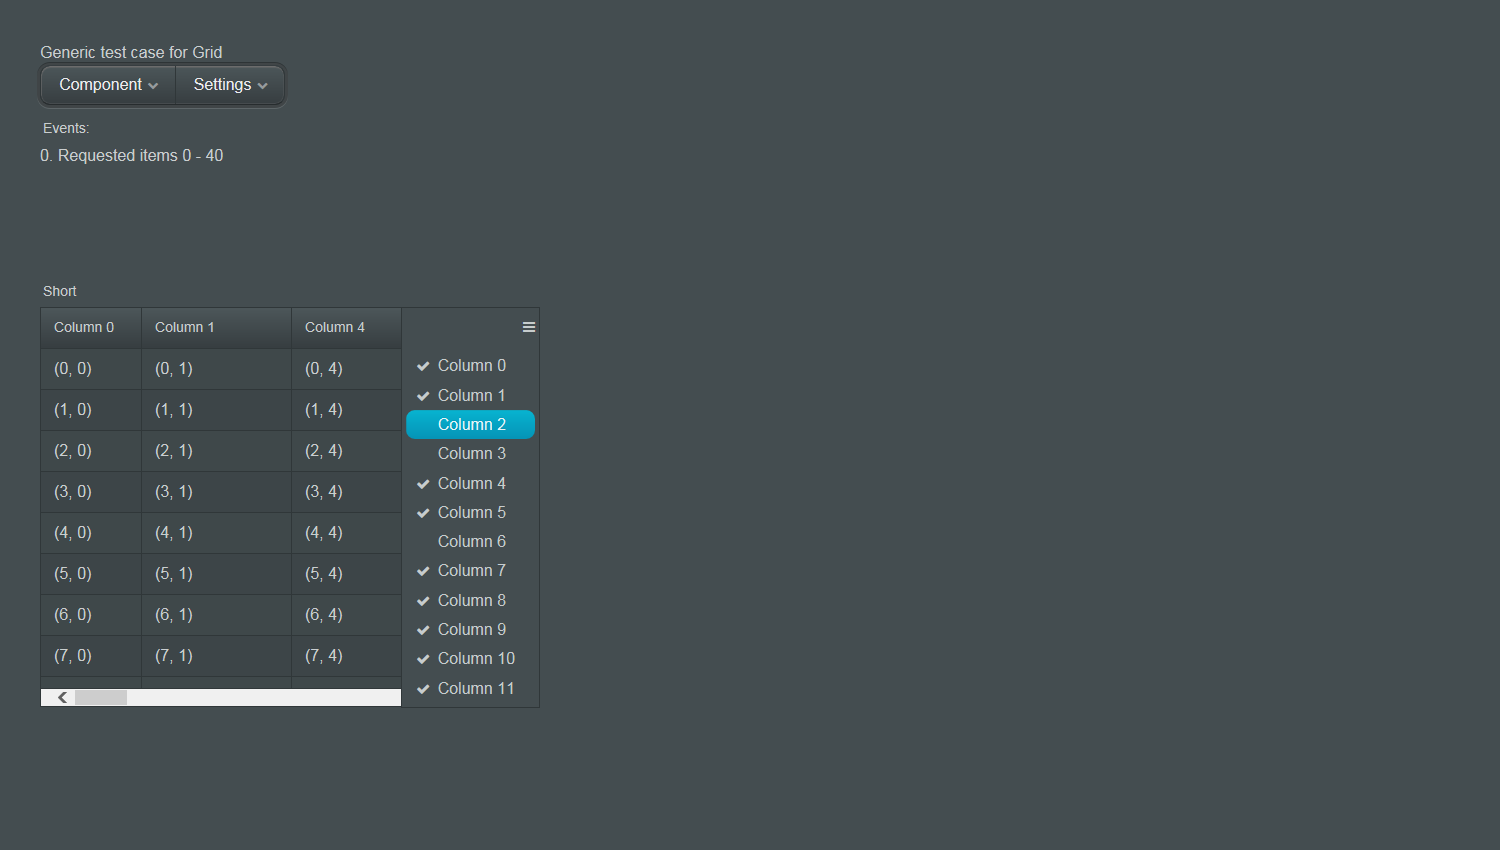 Generic test case for Grid
Component Settings
Events:
0. Requested items 0 - 40
Short
Column 0 Column 1 Column 4
(0, 0) (0, 1) (0, 4)
(1, 0) (1, 1) (1, 4)
(2, 0) (2, 1) (2, 4)
(3, 0) (3, 1) (3, 4)
(4, 0) (4, 1) (4, 4)
(5, 0) (5, 1) (5, 4)
(6, 0) (6, 1) (6, 4)
(7, 0) (7, 1) (7, 4)
Column 0
Column 1
Column 2
Column 3
Column 4
Column 5
Column 6
Column 7
Column 8
Column 9
Column 10
Column 11